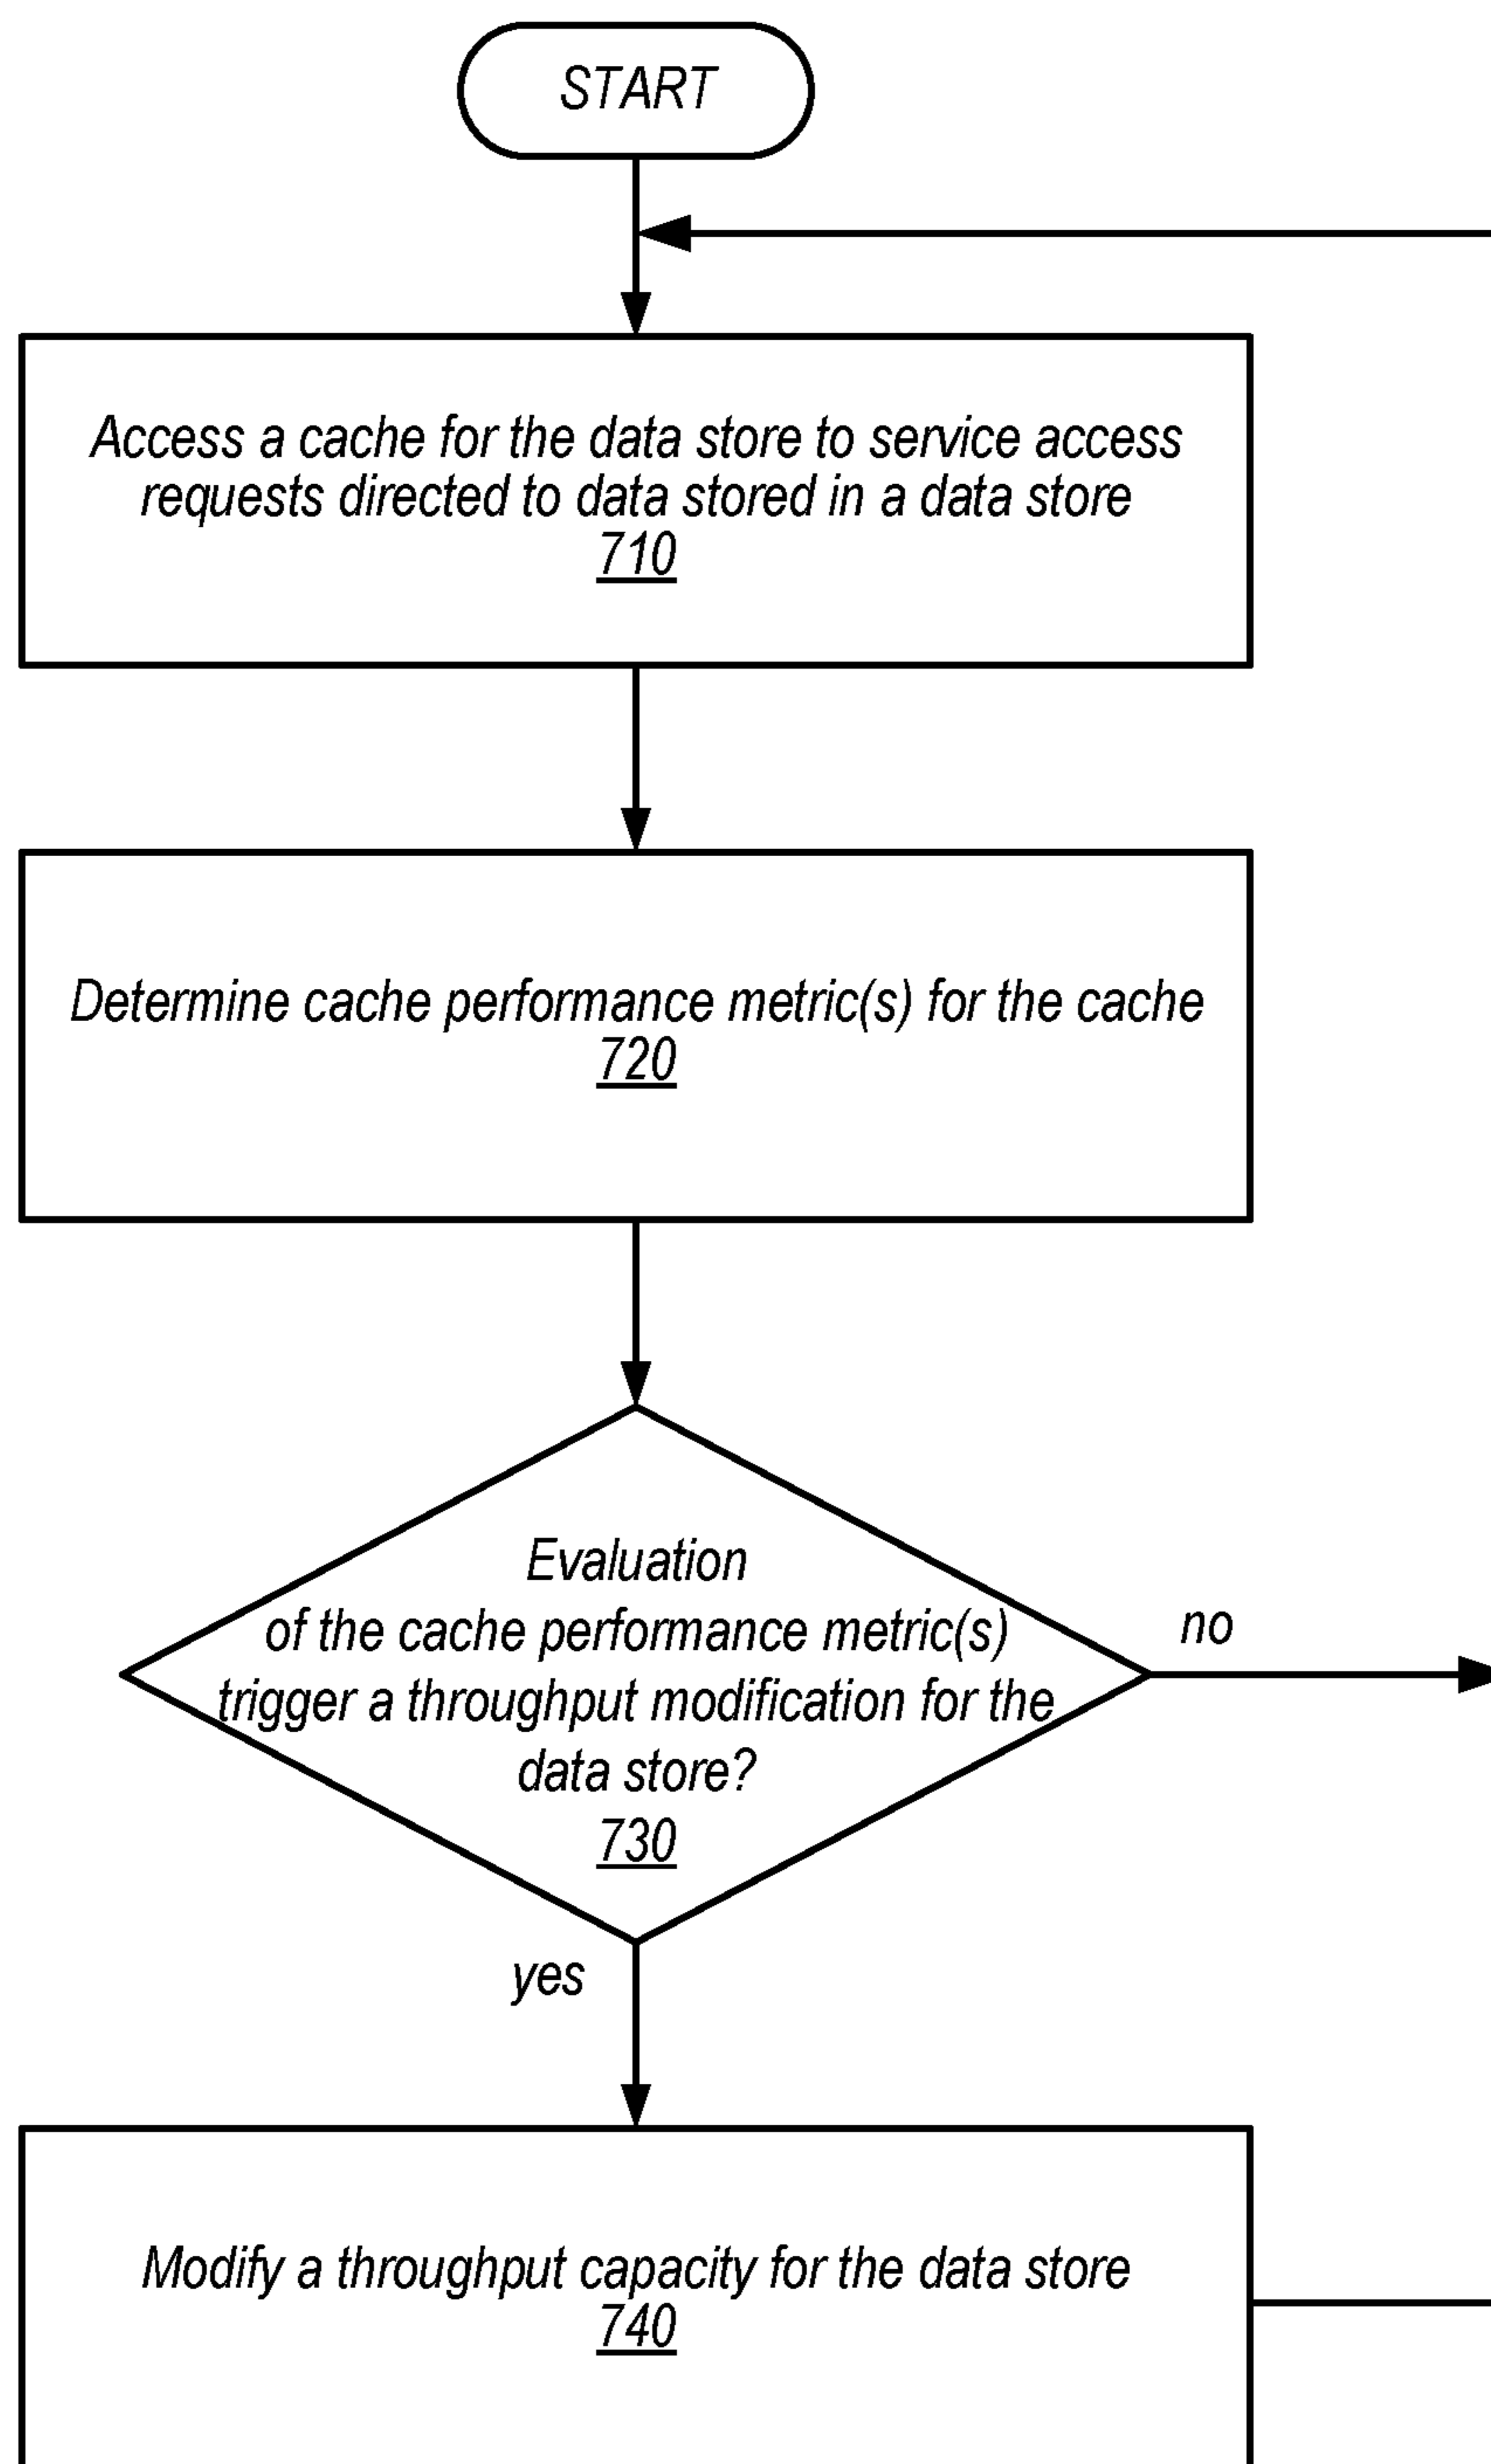 START
Access a cache for the data store to service access
requests directed to data stored in a data store
710
Determine cache performance metric(s) for the cache
720
Evaluation
of the cache performance metric(s)
trigger a throughput modification for the
data store?
730
no
yes
Modify a throughput capacity for the data store
740